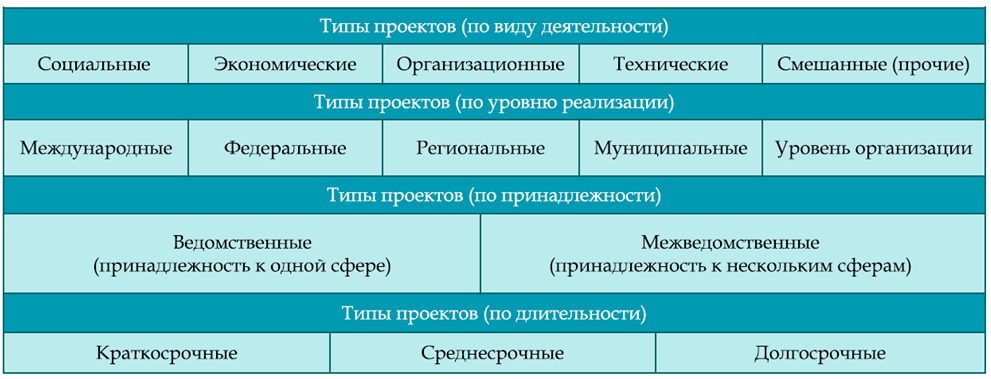 Типы проектов (по виду деятельности)
Социальные Экономические Организационные Технические Смешанные (прочие)
Типы проектов (по уровню реализации)
Международные Федеральные Региональные Муниципальные Уровень организации
Типы проектов (по принадлежности)
Ведомственные
(принадлежность к одной сфере)
Межведомственные
(принадлежность к нескольким сферам)
Типы проектов (по длительности)
Краткосрочные Среднесрочные Долгосрочные